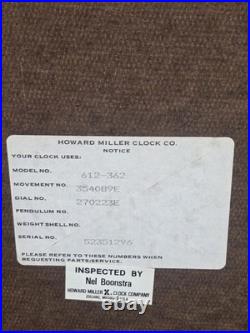 HOWARD MILLER CLOCK CO.
NOTICE
YOUR CLOCK USES:
MODEL NO. 612-362
MOVEMENT NO. 354089E
DIAL NO. 270223E
PENDULUM NO.
WEIGHT SHELL NO.
SERIAL NO. 52351296
PLEASE REFER TO THESE NUMBERS WHEN
REQUESTING PARTS/SERVICE.
INSPECTED BY
Nel Boonstra
HOWARD MILLER CLOCK COMPANY